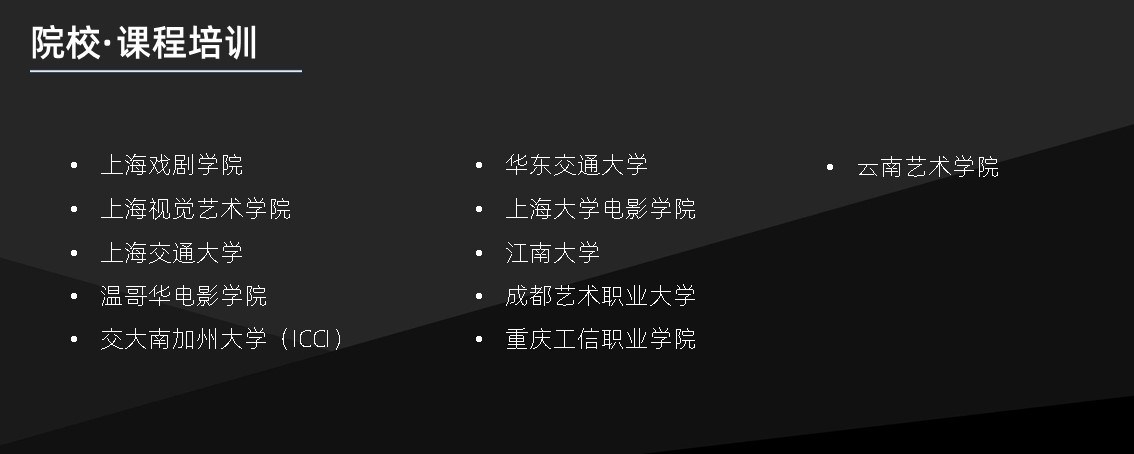 院校·课程培训
• 上海戏剧学院
• 上海视觉艺术学院
• 上海交通大学
• 温哥华电影学院
• 交大南加州大学（ICCI）
• 华东交通大学
• 上海大学电影学院
• 江南大学
• 成都艺术职业大学
• 重庆工信职业学院
• 云南艺术学院